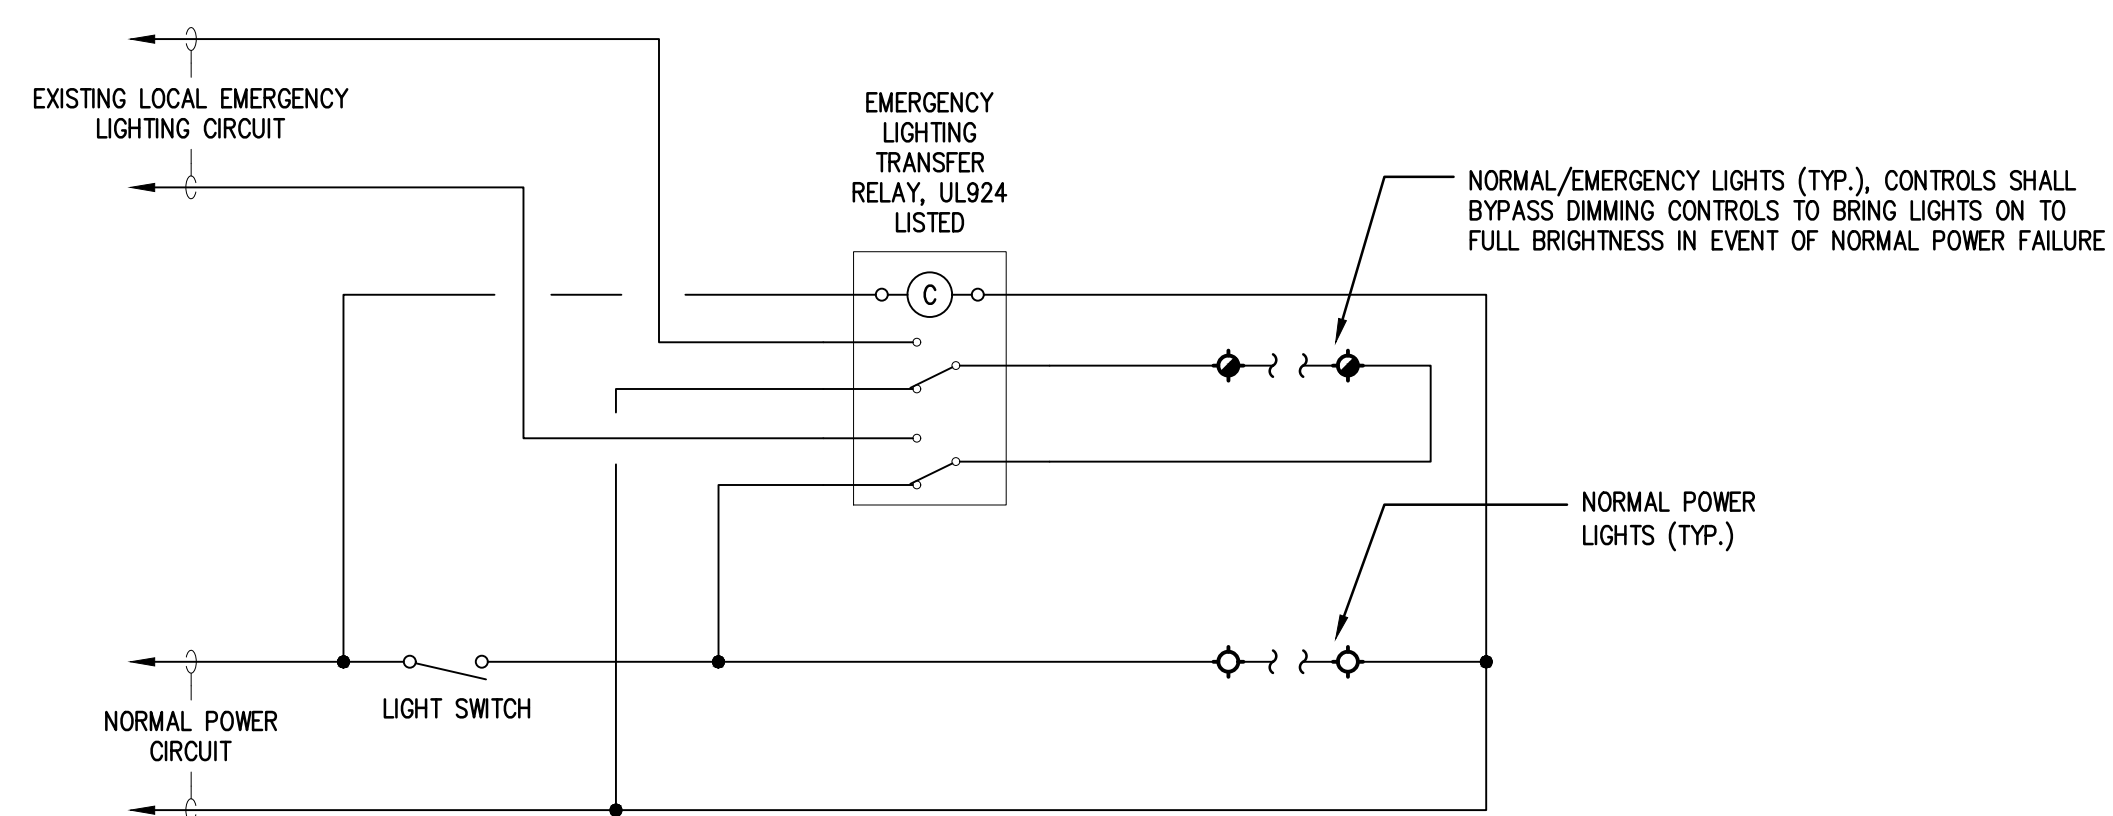 EXISTING LOCAL EMERGENCY
LIGHTING CIRCUIT
EMERGENCY
LIGHTING
TRANSFER
RELAY, UL924
LISTED
C
NORMAL/EMERGENCY LIGHTS (TYP.), CONTROLS SHALL
BYPASS DIMMING CONTROLS TO BRING LIGHTS ON TO
FULL BRIGHTNESS IN EVENT OF NORMAL POWER FAILURE
NORMAL POWER
LIGHTS (TYP.)
LIGHT SWITCH
NORMAL POWER
CIRCUIT